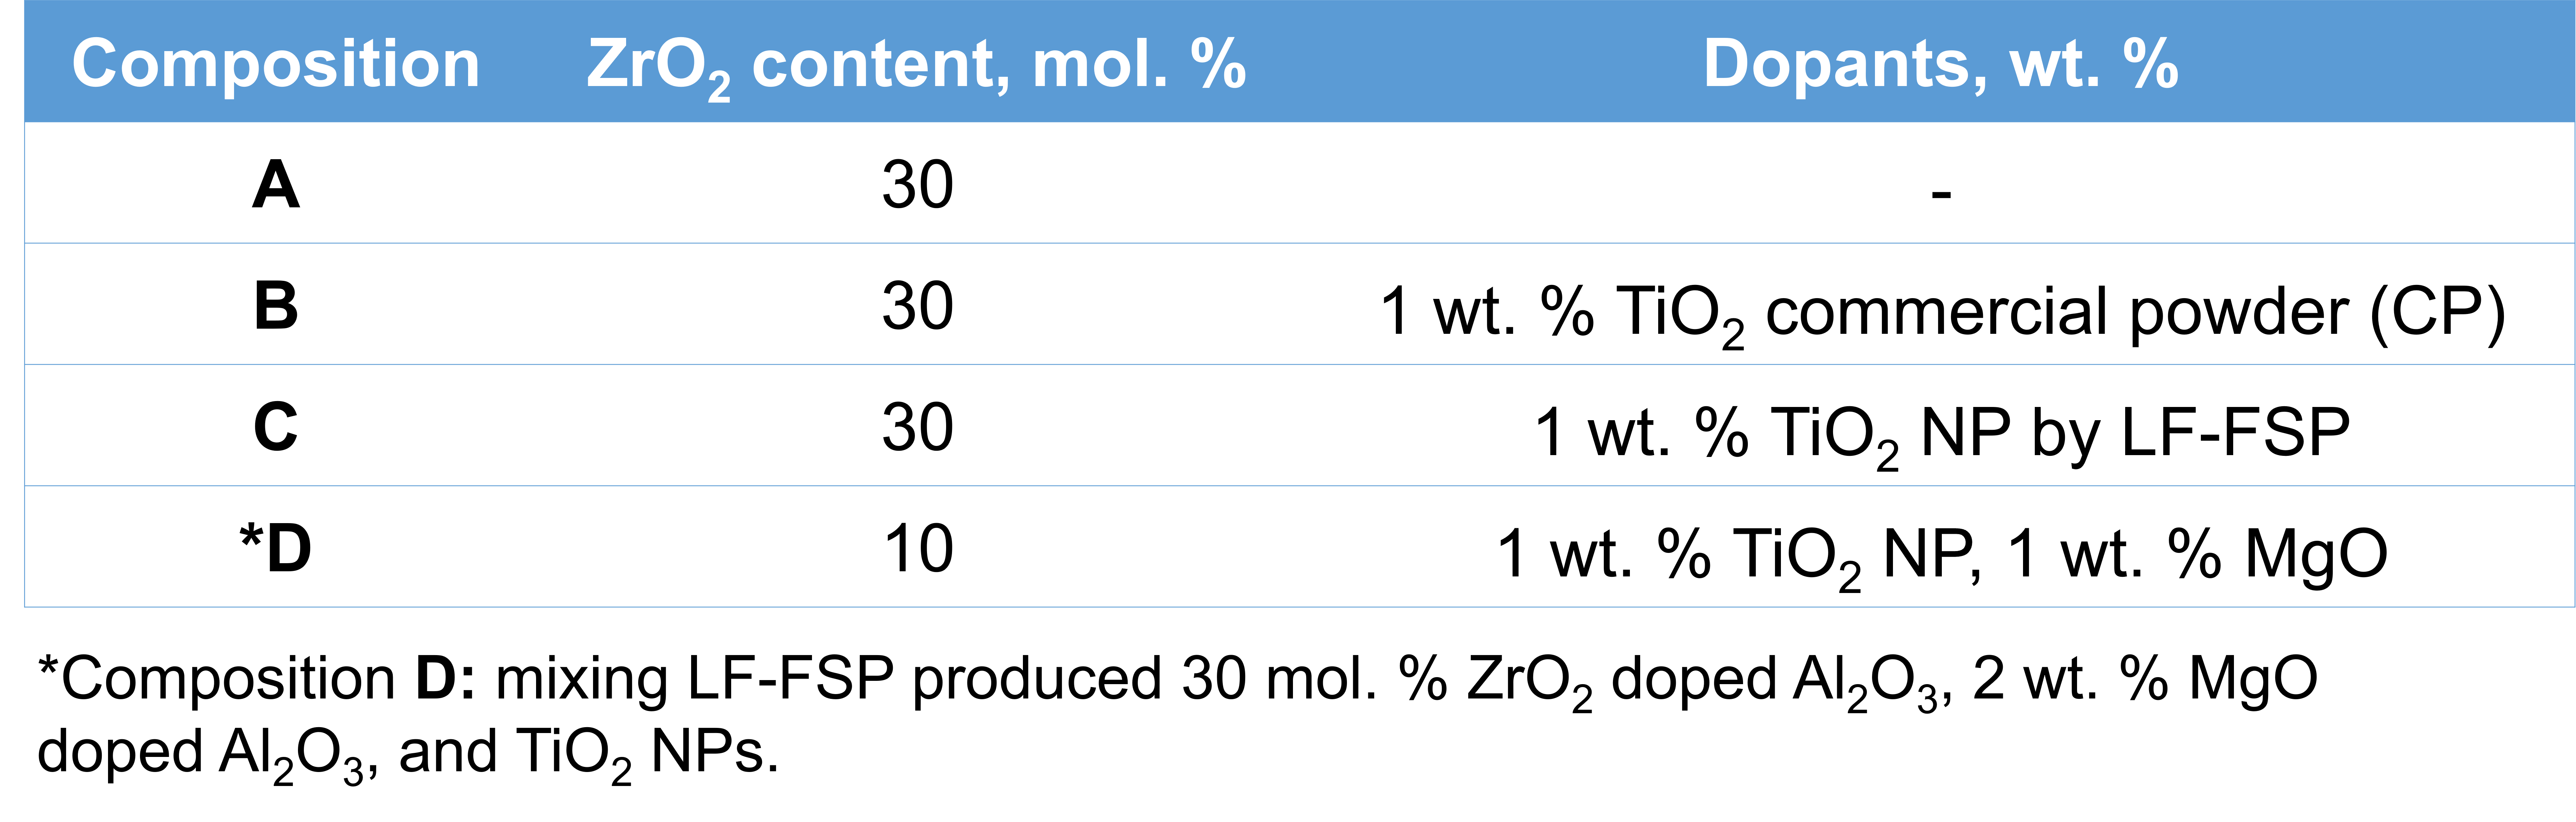 Composition ZrO₂ content, mol. % Dopants, wt. %
A 30 -
B 30 1 wt. % TiO₂ commercial powder (CP)
C 30 1 wt. % TiO₂ NP by LF-FSP
*D 10 1 wt. % TiO₂ NP, 1 wt. % MgO
*Composition D: mixing LF-FSP produced 30 mol. % ZrO₂ doped Al₂O₃, 2 wt. % MgO
doped Al₂O₃, and TiO₂ NPs.